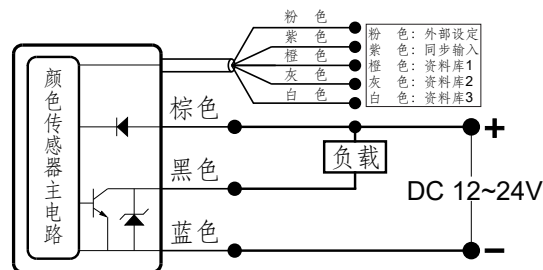 粉 色
紫 色
橙 色
灰 色
白 色
粉 色: 外部设定
紫 色: 同步输入
橙 色: 资料库1
灰 色: 资料库2
白 色: 资料库3
颜色传感器主电路
棕色
+
负载
黑色
DC 12~24V
蓝色
−